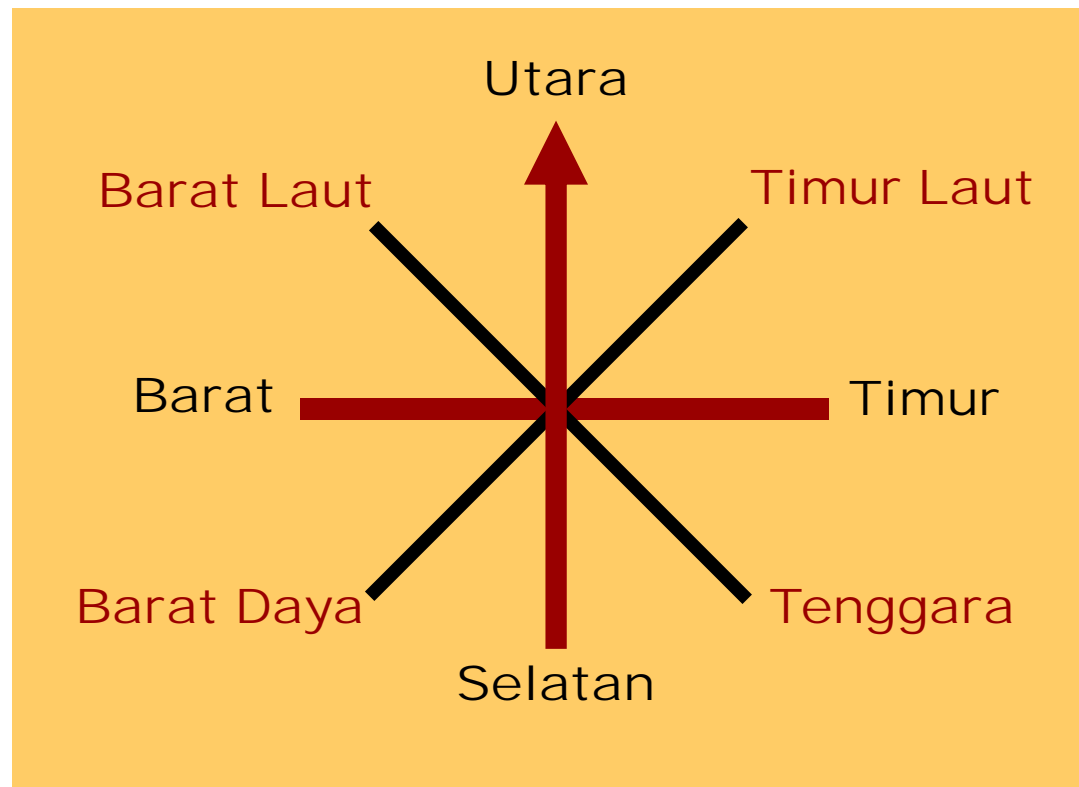 Utara
Barat Laut
Timur Laut
Barat
Timur
Barat Daya
Tenggara
Selatan